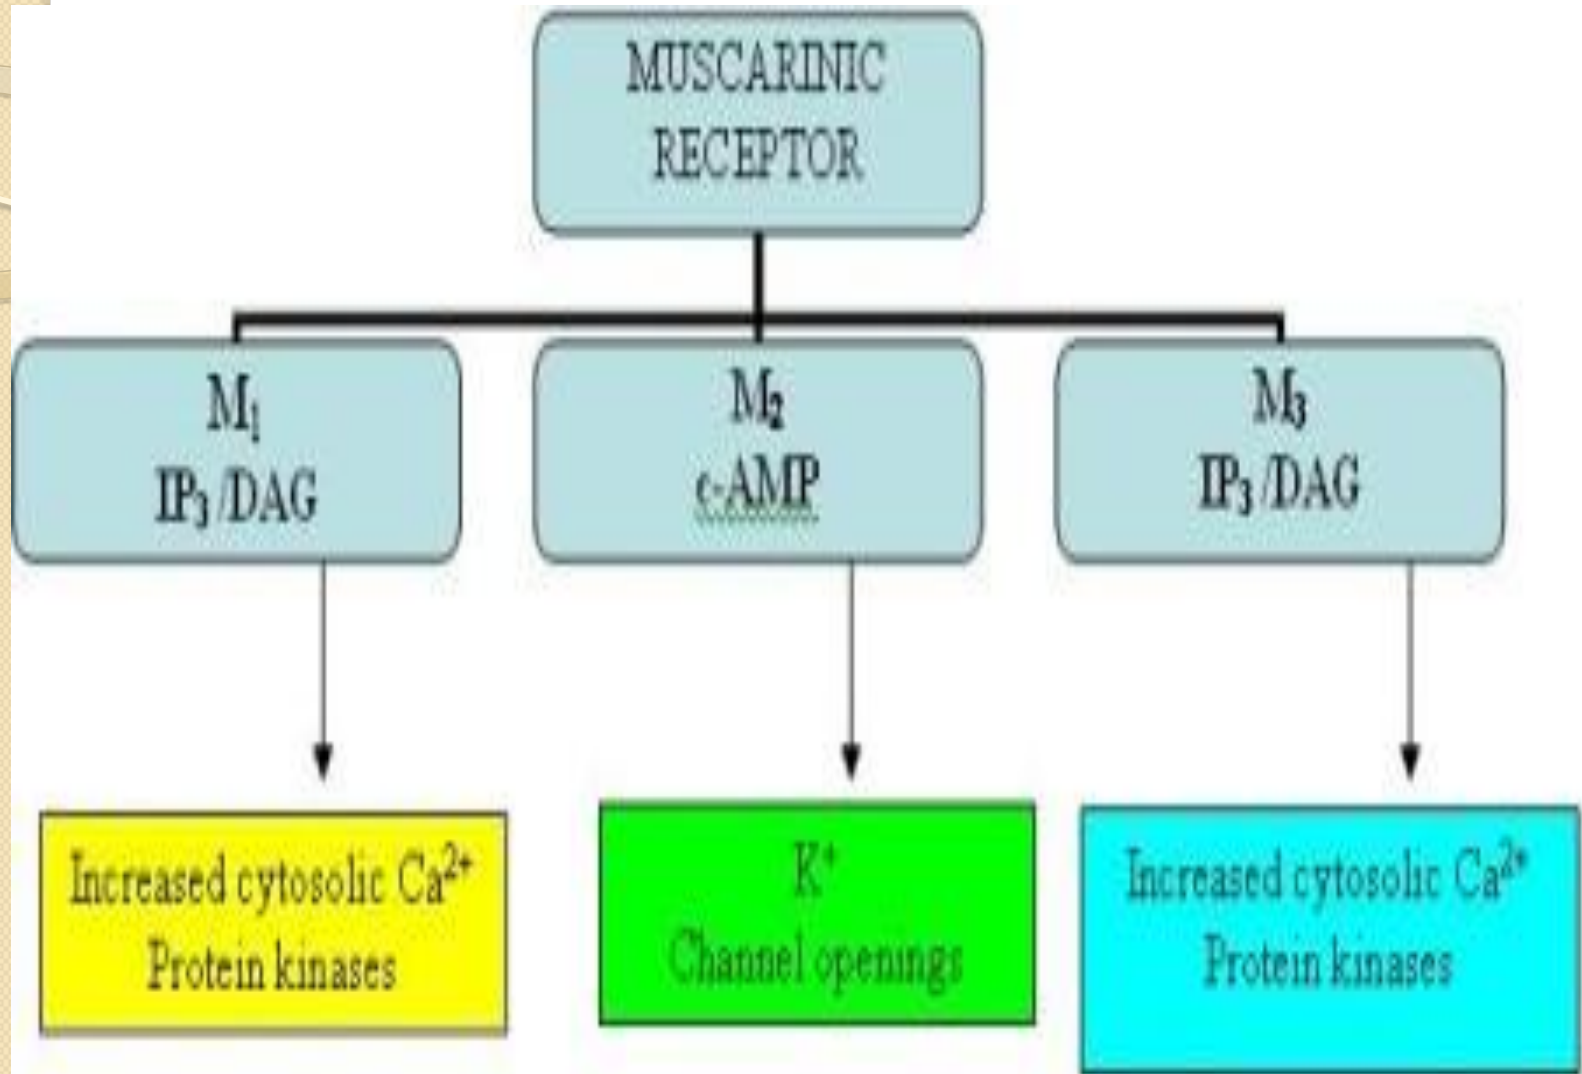 MUSCARINIC
RECEPTOR
M₁
IP₃ /DAG
M₂
c-AMP
M₃
IP₃ /DAG
Increased cytosolic Ca²⁺
Protein kinases
K⁺
Channel openings
Increased cytosolic Ca²⁺
Protein kinases